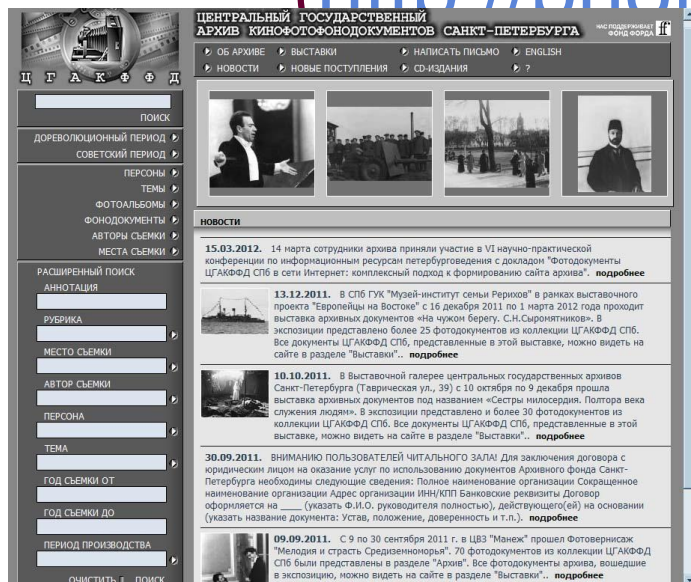 ЦЕНТРАЛЬНЫЙ ГОСУДАРСТВЕННЫЙ
АРХИВ КИНОФОТОФОНОДОКУМЕНТОВ САНКТ-ПЕТЕРБУРГА
НАС ПОДДЕРЖИВАЕТ
ФОНД ФОРДА
ff
Ц Г А К Ф Ф Д
ОБ АРХИВЕ ВЫСТАВКИ НАПИСАТЬ ПИСЬМО ENGLISH
НОВОСТИ НОВЫЕ ПОСТУПЛЕНИЯ CD-ИЗДАНИЯ ?
ПОИСК
ДОРЕВОЛЮЦИОННЫЙ ПЕРИОД
СОВЕТСКИЙ ПЕРИОД
ПЕРСОНЫ
ТЕМЫ
ФОТОАЛЬБОМЫ
ФОНОДОКУМЕНТЫ
АВТОРЫ СЪЕМКИ
МЕСТА СЪЕМКИ
РАСШИРЕННЫЙ ПОИСК
АННОТАЦИЯ
РУБРИКА
МЕСТО СЪЕМКИ
АВТОР СЪЕМКИ
ПЕРСОНА
ТЕМА
ГОД СЪЕМКИ ОТ
ГОД СЪЕМКИ ДО
ПЕРИОД ПРОИЗВОДСТВА
ОЧИСТИТЬ ПОИСК
НОВОСТИ
15.03.2012. 14 марта сотрудники архива приняли участие в VI научно-практической
конференции по информационным ресурсам петербурговедения с докладом "Фотодокументы
ЦГАКФФД СПб в сети Интернет: комплексный подход к формированию сайта архива". подробнее
13.12.2011. В СПб ГУК "Музей-институт семьи Рерихов" в рамках выставочного
проекта "Европейцы на Востоке" с 16 декабря 2011 по 1 марта 2012 года проходит
выставка архивных документов «На чужом берегу. С.Н.Сыромятников». В
экспозиции представлено более 25 фотодокументов из коллекции ЦГАКФФД СПб.
Все документы ЦГАКФФД СПб, представленные в этой выставке, можно видеть на
сайте в разделе "Выставки".. подробнее
10.10.2011. В Выставочной галерее центральных государственных архивов
Санкт-Петербурга (Таврическая ул., 39) с 10 октября по 9 декабря прошла
выставка архивных документов под названием «Сестры милосердия. Полтора века
служения людям». В экспозиции представлено и более 30 фотодокументов из
коллекции ЦГАКФФД СПб. Все документы ЦГАКФФД СПб, представленные в этой
выставке, можно видеть на сайте в разделе "Выставки".. подробнее
30.09.2011. ВНИМАНИЮ ПОЛЬЗОВАТЕЛЕЙ ЧИТАЛЬНОГО ЗАЛА! Для заключения договора с
юридическим лицом на оказание услуг по использованию документов Архивного фонда Санкт-
Петербурга необходимы следующие сведения: Полное наименование организации Сокращенное
наименование организации Адрес организации ИНН/КПП Банковские реквизиты Договор
оформляется на ____ (указать Ф.И.О. руководителя полностью), действующего(ей) на основании
(указать название документа: Устав, положение, доверенность и т.п.). подробнее
09.09.2011. С 9 по 30 сентября 2011 г. в ЦВЗ "Манеж" прошел Фотовернисаж
"Мелодия и страсть Средиземноморья". 70 фотодокументов из коллекции ЦГАКФФД
СПб были представлены в разделе "Архив". Все фотодокументы архива, вошедшие
в экспозицию, можно видеть на сайте в разделе "Выставки".. подробнее